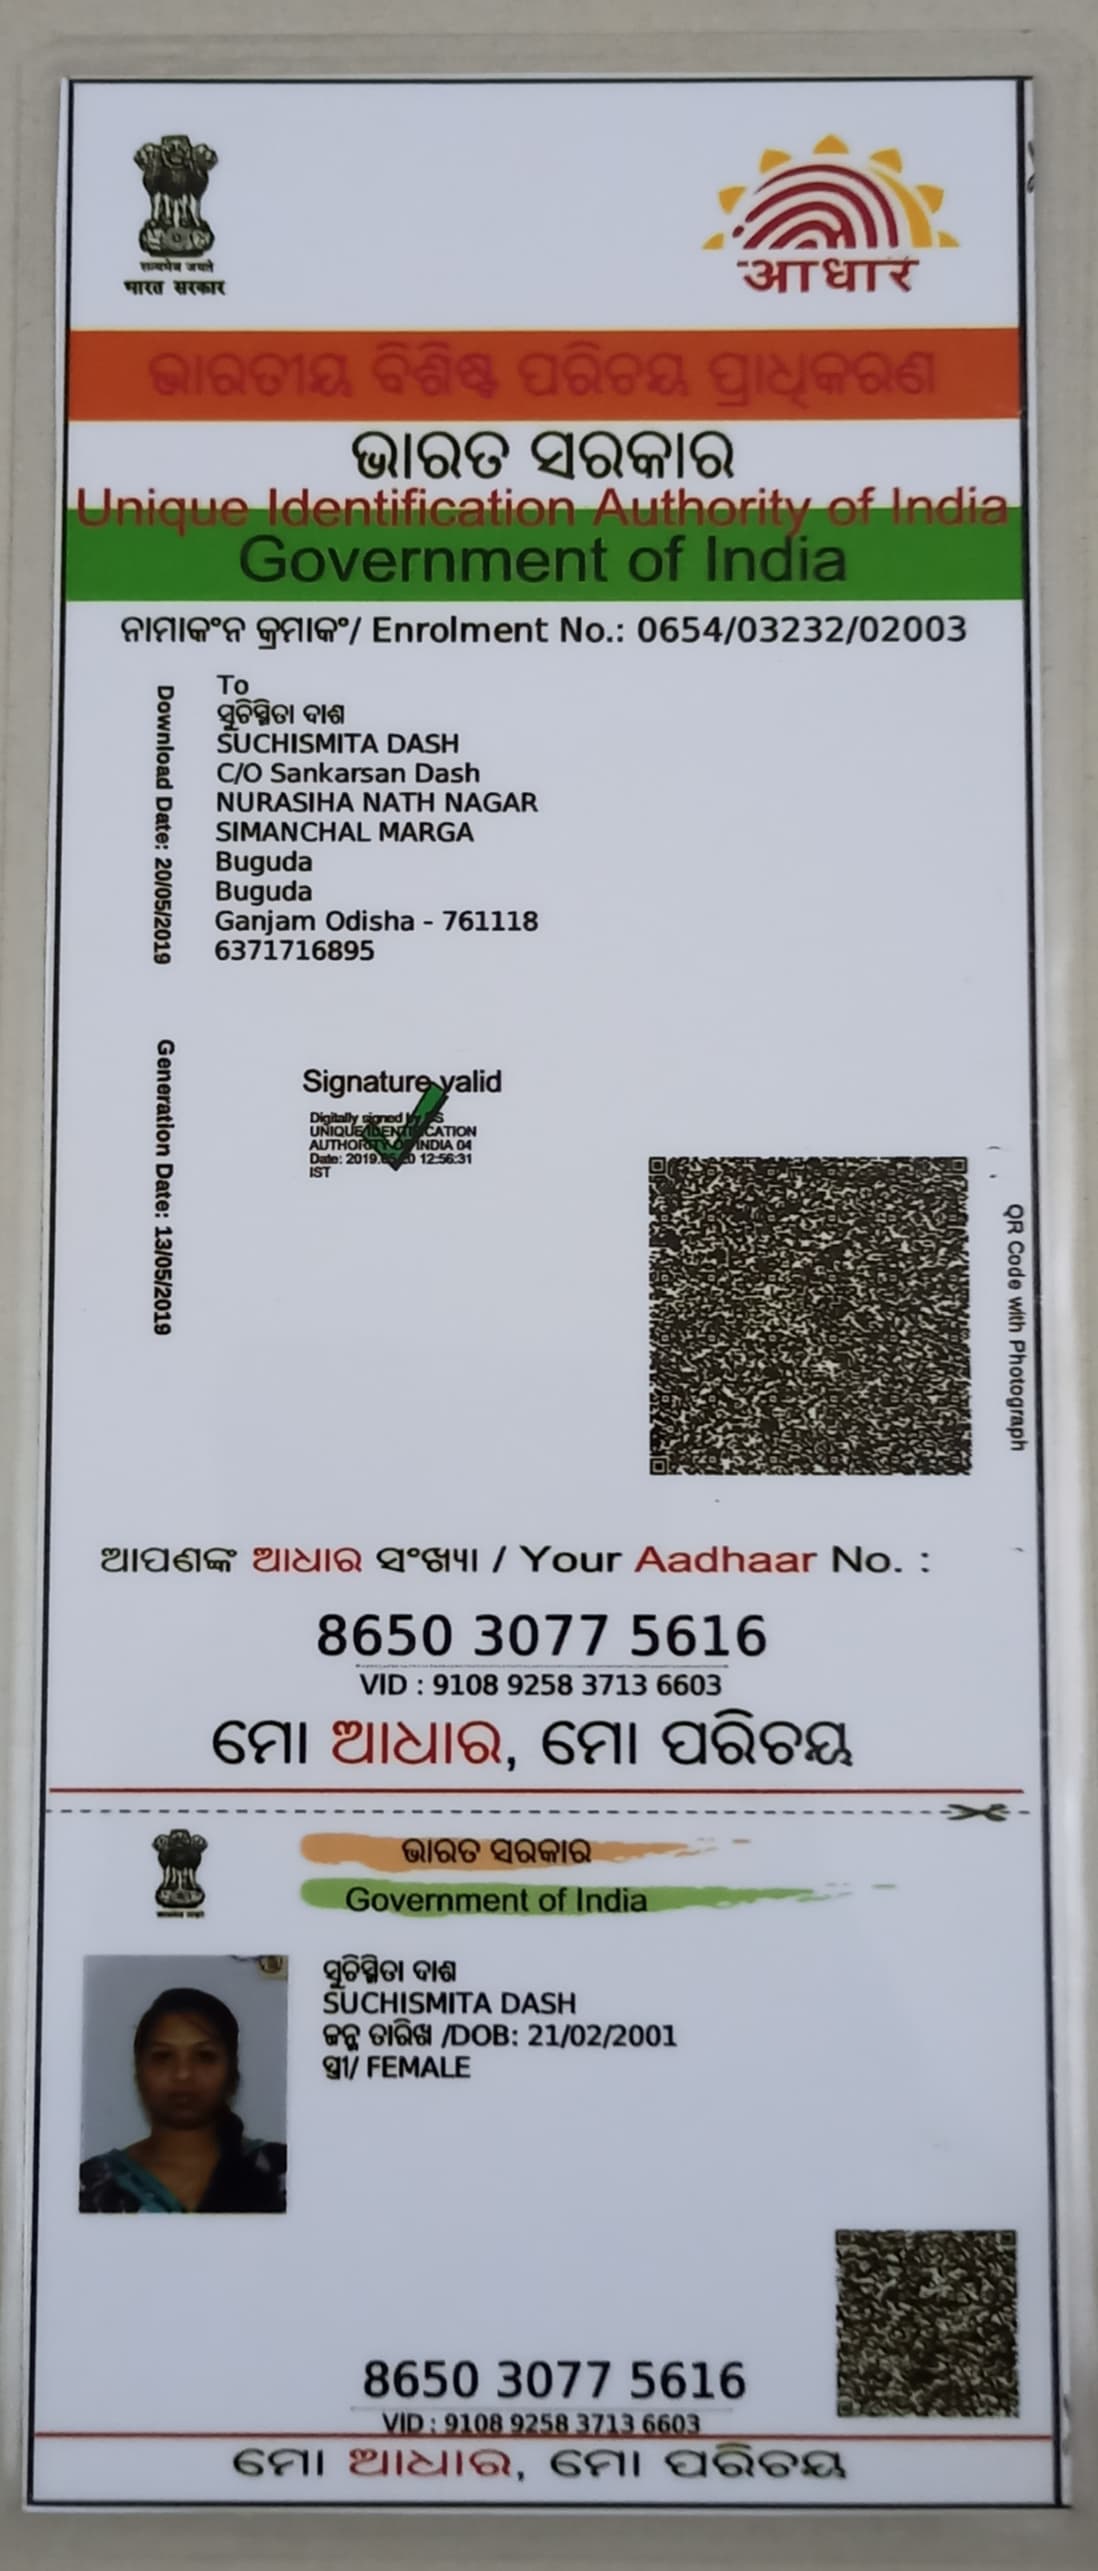 सत्यमेव जयते
भारत सरकार
आधार
ଭାରତୀୟ ବିଶିଷ୍ଟ ପରିଚୟ ପ୍ରାଧିକରଣ
ଭାରତ ସରକାର
Unique Identification Authority of India
Government of India
ନାମାକଂନ କ୍ରମାକଂ/ Enrolment No.: 0654/03232/02003
Download Date: 20/05/2019
To
ସୁଚିସ୍ମିତା ଦାଶ
SUCHISMITA DASH
C/O Sankarsan Dash
NURASIHA NATH NAGAR
SIMANCHAL MARGA
Buguda
Buguda
Ganjam Odisha - 761118
6371716895
Generation Date: 13/05/2019
Signature valid
Digitally signed by DS
UNIQUE IDENTIFICATION
AUTHORITY OF INDIA 04
Date: 2019.05.20 12:56:31
IST
QR Code with Photograph
ଆପଣଙ୍କ ଆଧାର ସଂଖ୍ୟା / Your Aadhaar No. :
8650 3077 5616
VID : 9108 9258 3713 6603
ମୋ ଆଧାର, ମୋ ପରିଚୟ
ଭାରତ ସରକାର
Government of India
ସୁଚିସ୍ମିତା ଦାଶ
SUCHISMITA DASH
ଜନ୍ମ ତାରିଖ /DOB: 21/02/2001
ସ୍ତ୍ରୀ/ FEMALE
8650 3077 5616
VID : 9108 9258 3713 6603
ମୋ ଆଧାର, ମୋ ପରିଚୟ